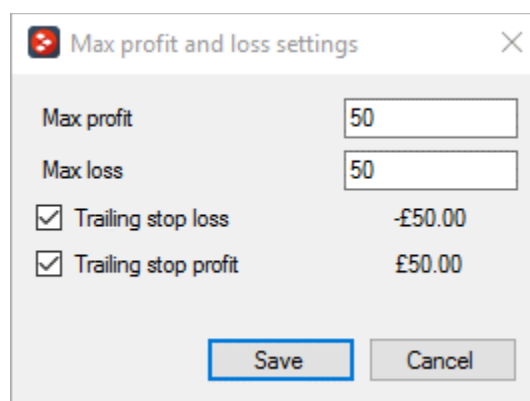 Max profit and loss settings
Max profit 50
Max loss 50
Trailing stop loss -£50.00
Trailing stop profit £50.00
Save Cancel